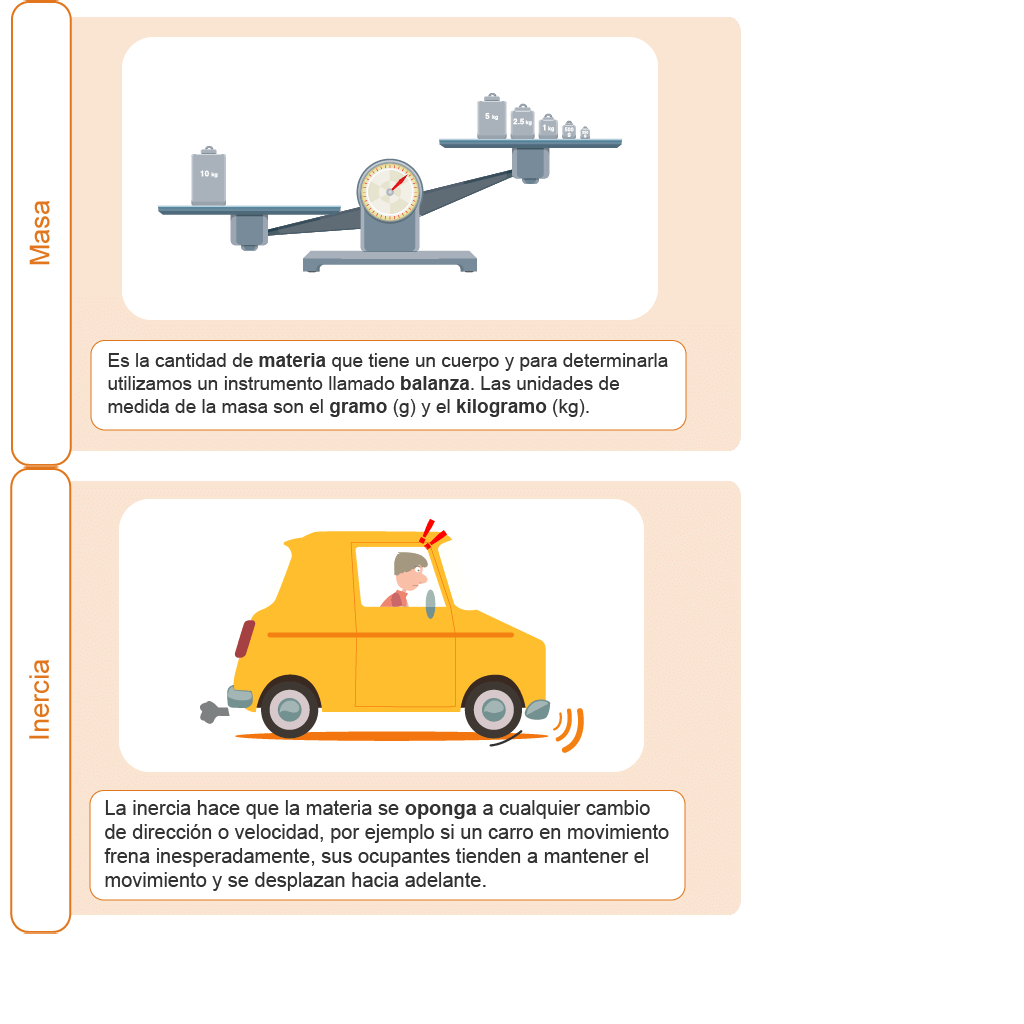 Masa
5 kg
2.5 kg
1 kg
10 kg
Es la cantidad de materia que tiene un cuerpo y para determinarla
utilizamos un instrumento llamado balanza. Las unidades de
medida de la masa son el gramo (g) y el kilogramo (kg).
Inercia
La inercia hace que la materia se oponga a cualquier cambio
de dirección o velocidad, por ejemplo si un carro en movimiento
frena inesperadamente, sus ocupantes tienden a mantener el
movimiento y se desplazan hacia adelante.